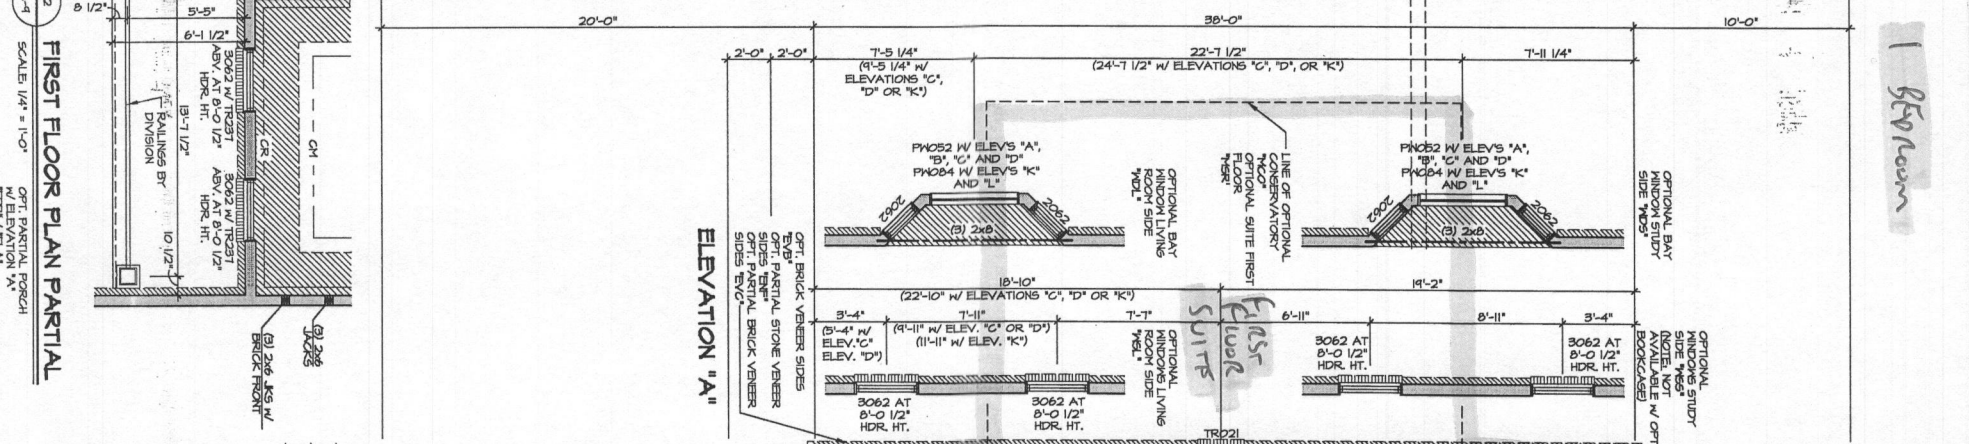 2
-9
8 1/2"
5'-5"
6'-1 1/2"
FIRST FLOOR PLAN PARTIAL
SCALE: 1/4" = 1'-0"
OPT. PARTIAL PORCH
W/ ELEVATION "A"
RAILINGS BY
DIVISION
13'-7 1/2"
10 1/2"
3062 W/ TR237
ABV. AT 8'-0 1/2"
HDR. HT.
3062 W/ TR237
ABV. AT 8'-0 1/2"
HDR. HT.
CR
CM
(3) 2x6
JACKS
(3) 2x6 JKS W/
BRICK FRONT
20'-0"
38'-0"
10'-0"
2'-0"
2'-0"
7'-5 1/4"
(9'-5 1/4" W/
ELEVATIONS "C",
"D" OR "K")
22'-7 1/2"
(24'-7 1/2" W/ ELEVATIONS "C", "D", OR "K")
7'-11 1/4"
1 BEDROOM
PW052 W/ ELEV'S "A",
"B", "C" AND "D"
PW084 W/ ELEV'S "K"
AND "L"
2062
2062
(3) 2x8
OPTIONAL BAY
WINDOW LIVING
ROOM SIDE
"WDL"
LINE OF OPTIONAL
CONSERVATORY
"MCO"
OPTIONAL SUITE FIRST
FLOOR
"MSR"
PW052 W/ ELEV'S "A",
"B", "C" AND "D"
PW084 W/ ELEV'S "K"
AND "L"
2062
2062
(3) 2x8
OPTIONAL BAY
WINDOW STUDY
SIDE "WDS"
ELEVATION "A"
OPT. BRICK VENEER SIDES
"EVB"
OPT. PARTIAL STONE VENEER
SIDES "ENF"
OPT. PARTIAL BRICK VENEER
SIDES "EVC"
18'-10"
(22'-10" W/ ELEVATIONS "C", "D" OR "K")
19'-2"
FIRST
FLOOR
SUITE
3'-4"
(5'-4" W/
ELEV."C"
ELEV. "D")
7'-11"
(9'-11" W/ ELEV. "C" OR "D")
(11'-11" W/ ELEV. "K")
7'-7"
6'-11"
8'-11"
3'-4"
OPTIONAL
WINDOWS LIVING
ROOM SIDE
"WSL"
3062 AT
8'-0 1/2"
HDR. HT.
3062 AT
8'-0 1/2"
HDR. HT.
3062 AT
8'-0 1/2"
HDR. HT.
3062 AT
8'-0 1/2"
HDR. HT.
OPTIONAL
WINDOWS STUDY
SIDE "WSS"
(NOTE: NOT
AVAILABLE W/ OPT
BOOKCASE)
TR021